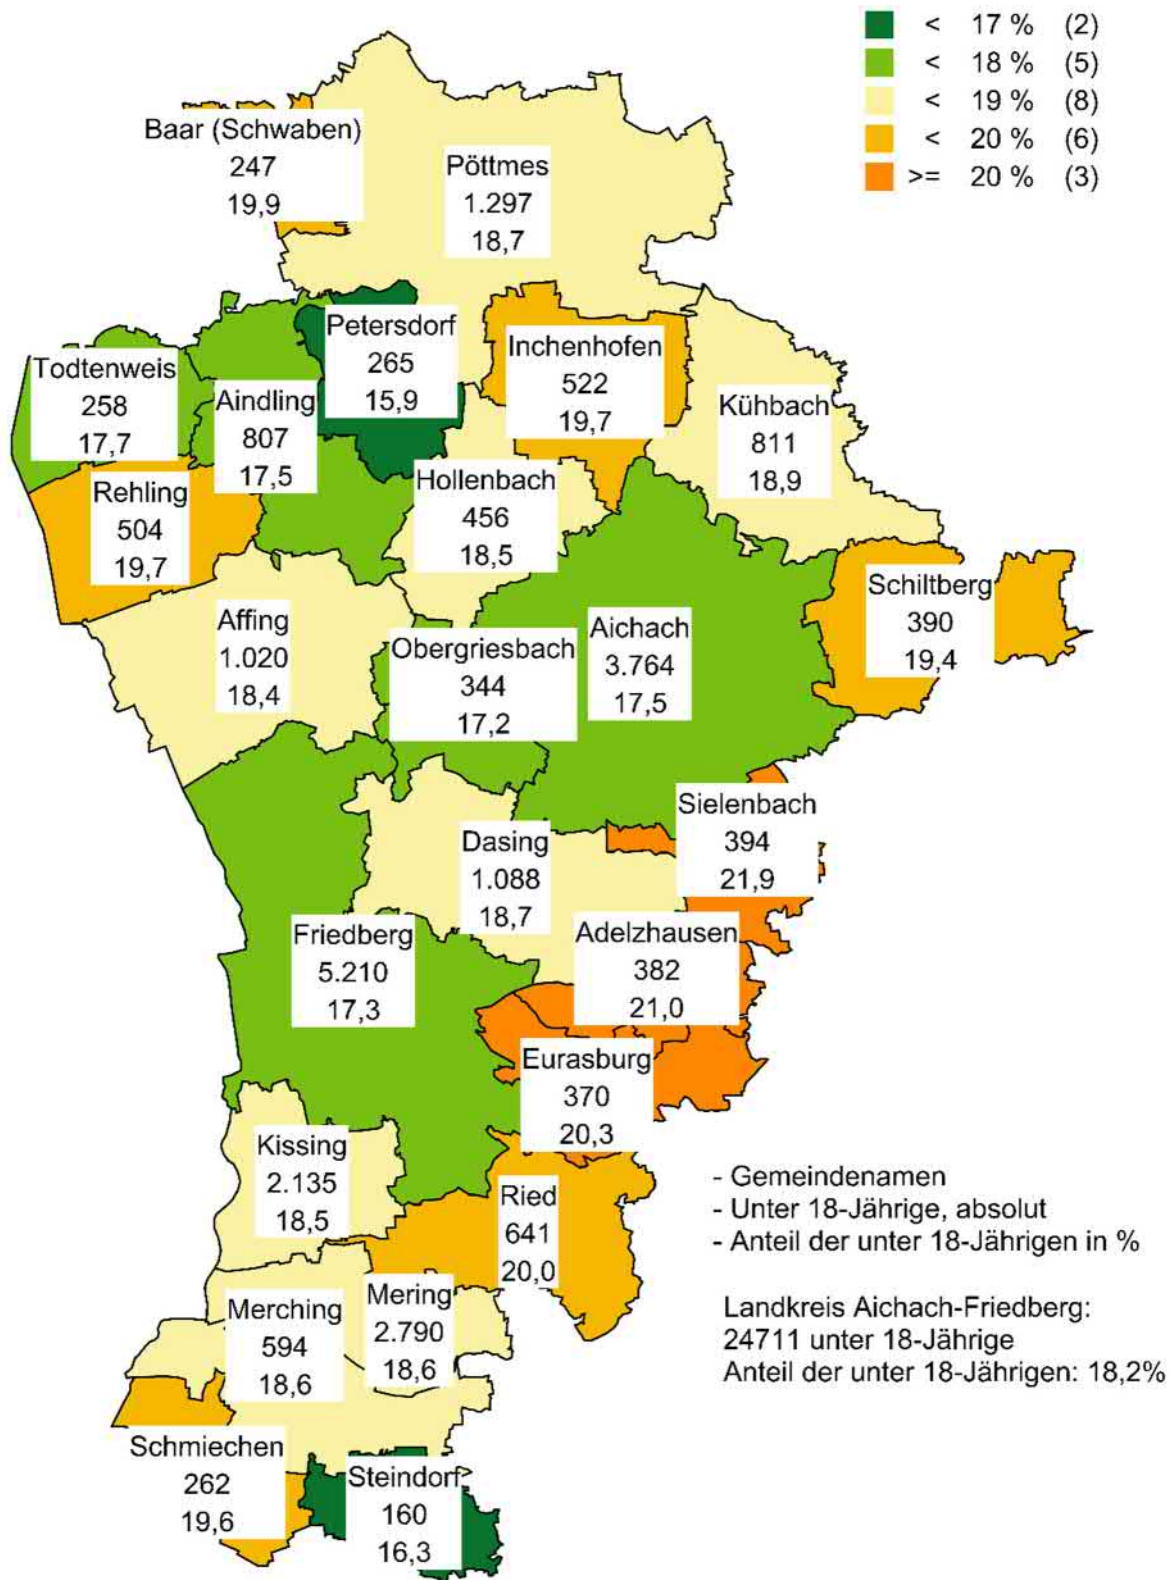 < 17 % (2)
< 18 % (5)
< 19 % (8)
< 20 % (6)
>= 20 % (3)
Baar (Schwaben)
247
19,9
Pöttmes
1.297
18,7
Petersdorf
265
15,9
Inchenhofen
522
19,7
Todtenweis
258
17,7
Aindling
807
17,5
Kühbach
811
18,9
Rehling
504
19,7
Hollenbach
456
18,5
Schiltberg
390
19,4
Affing
1.020
18,4
Obergriesbach
344
17,2
Aichach
3.764
17,5
Sielenbach
394
21,9
Dasing
1.088
18,7
Friedberg
5.210
17,3
Adelzhausen
382
21,0
Eurasburg
370
20,3
Kissing
2.135
18,5
Ried
641
20,0
Merching
594
18,6
Mering
2.790
18,6
Schmiechen
262
19,6
Steindorf
160
16,3
- Gemeindenamen
- Unter 18-Jährige, absolut
- Anteil der unter 18-Jährigen in %
Landkreis Aichach-Friedberg:
24711 unter 18-Jährige
Anteil der unter 18-Jährigen: 18,2%